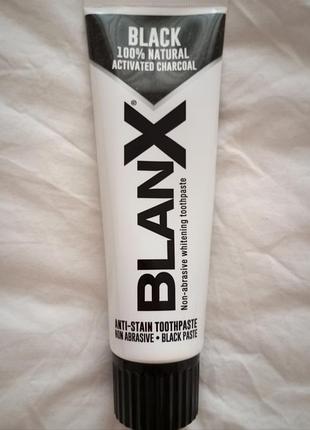 BLACK
100% NATURAL
ACTIVATED CHARCOAL
BLANX®
Non-abrasive whitening toothpaste
ANTI-STAIN TOOTHPASTE
NON ABRASIVE • BLACK PASTE